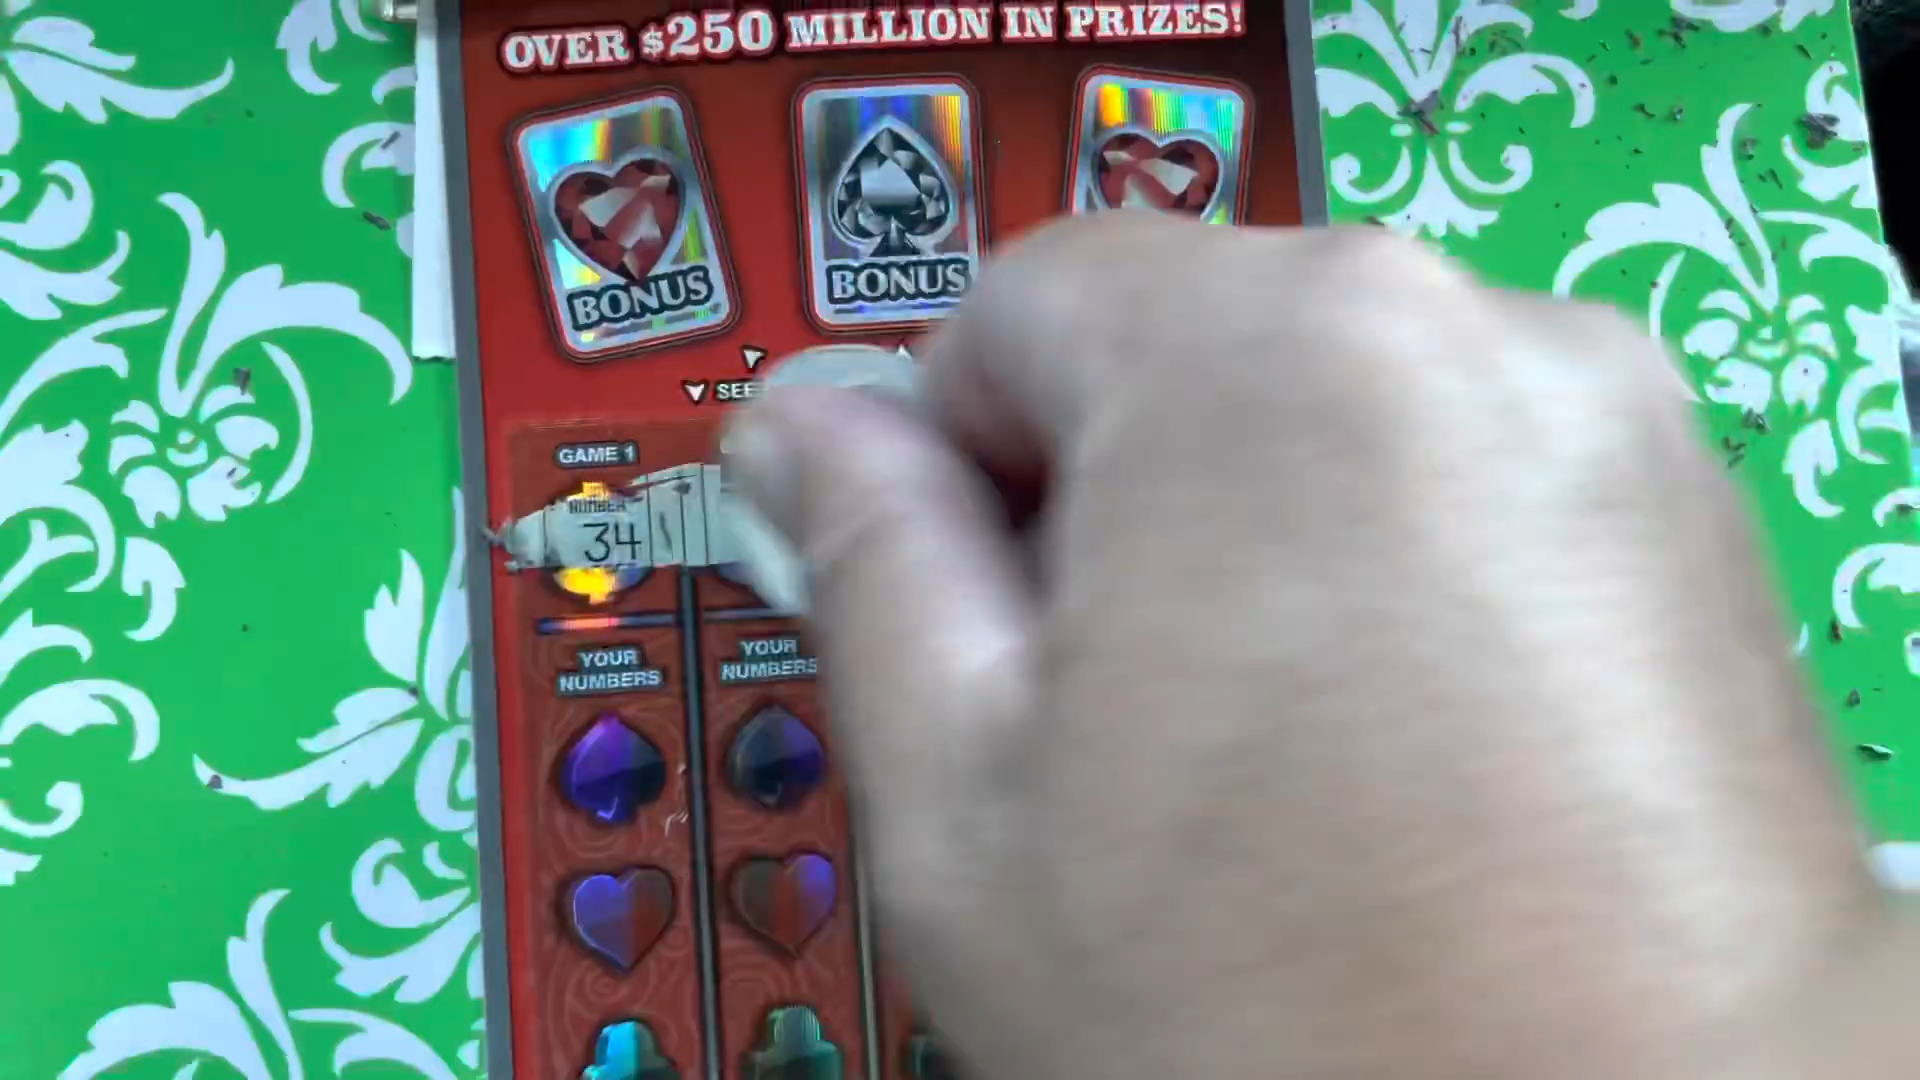 OVER $250 MILLION IN PRIZES!
BONUS
BONUS
SEE
GAME 1
NUMBER
34
YOUR
NUMBERS
YOUR
NUMBERS